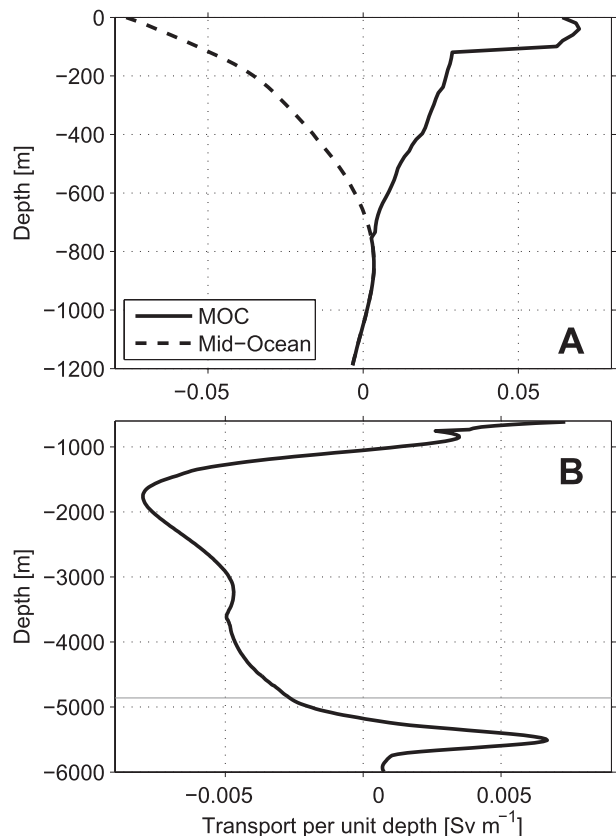 0
−200
−400
−600
−800
−1000
−1200
Depth [m]
MOC
Mid−Ocean
A
−0.05
0
0.05
−1000
−2000
−3000
−4000
−5000
−6000
Depth [m]
B
−0.005
0
0.005
Transport per unit depth [Sv m⁻¹]